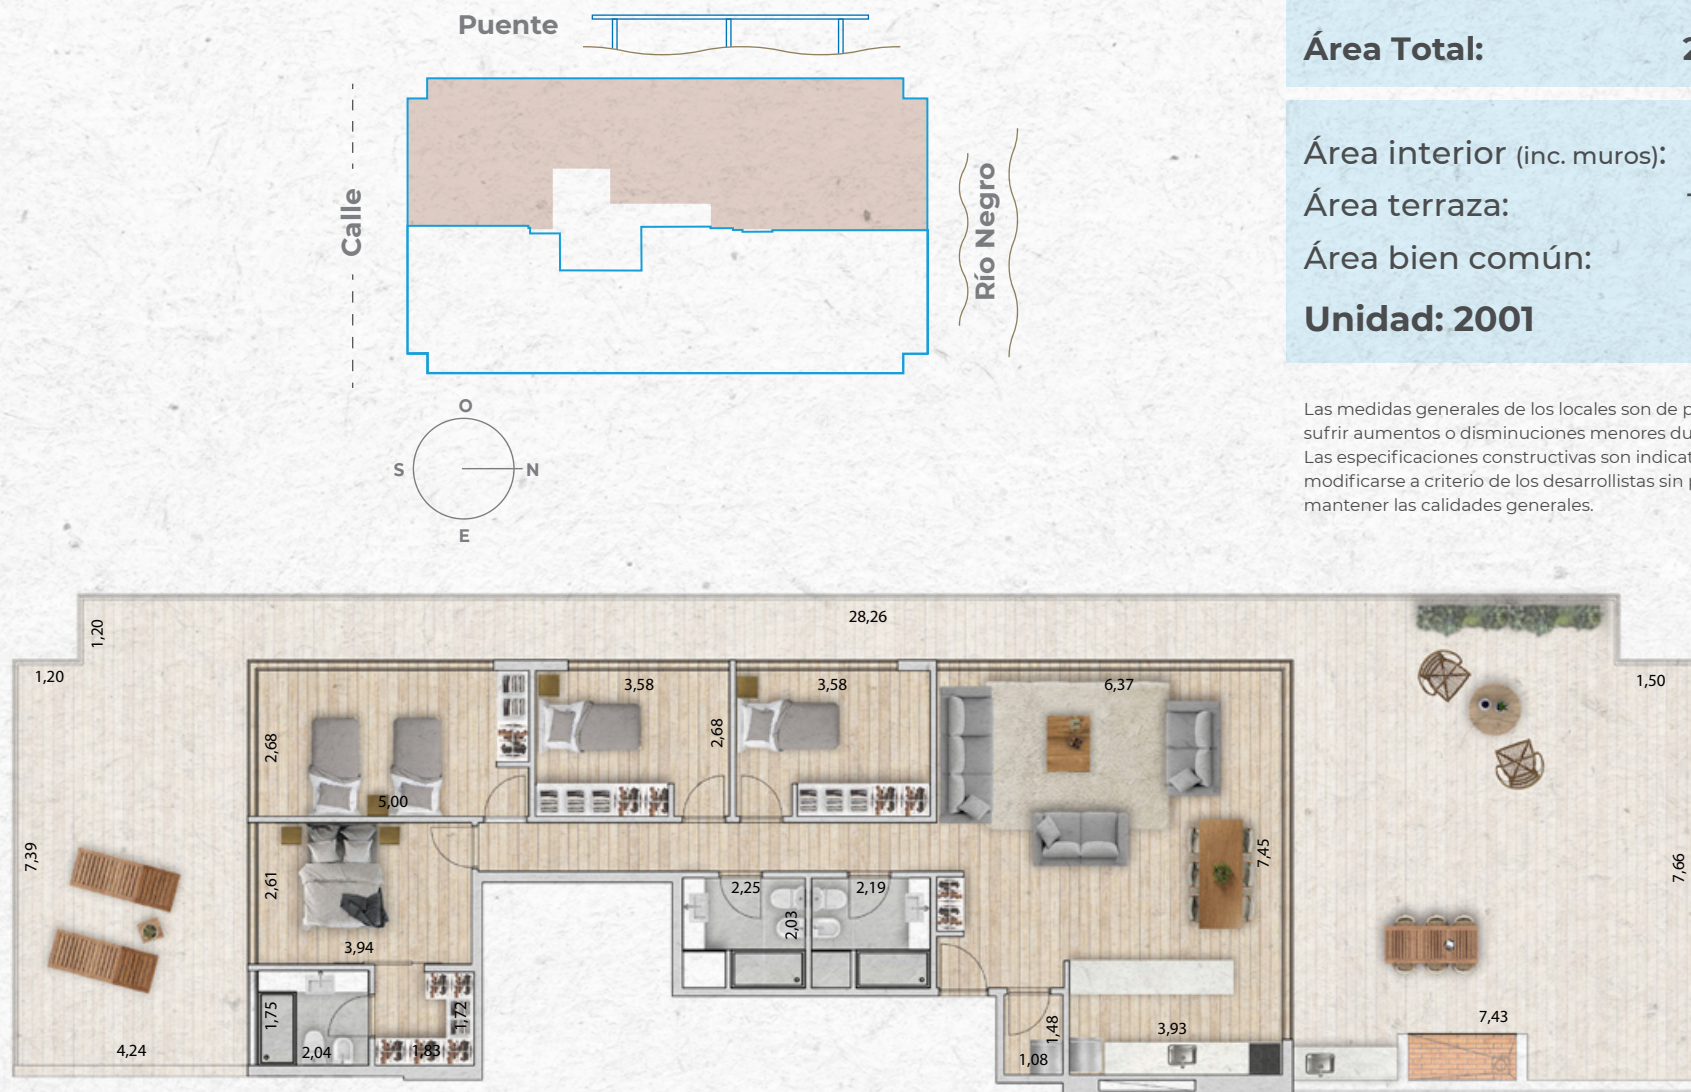 Puente
Calle
Río Negro
O
S
N
E
Área Total: 2
Área interior (inc. muros):
Área terraza:
Área bien común:
Unidad: 2001
Las medidas generales de los locales son de p
sufrir aumentos o disminuciones menores du
Las especificaciones constructivas son indicat
modificarse a criterio de los desarrollistas sin p
mantener las calidades generales.
28,26
1,20
1,20
1,50
3,58
3,58
6,37
2,68
2,68
5,00
7,39
2,61
7,45
7,66
2,25
2,19
2,03
3,94
1,75
1,72
2,04
1,83
4,24
1,48
1,08
3,93
7,43